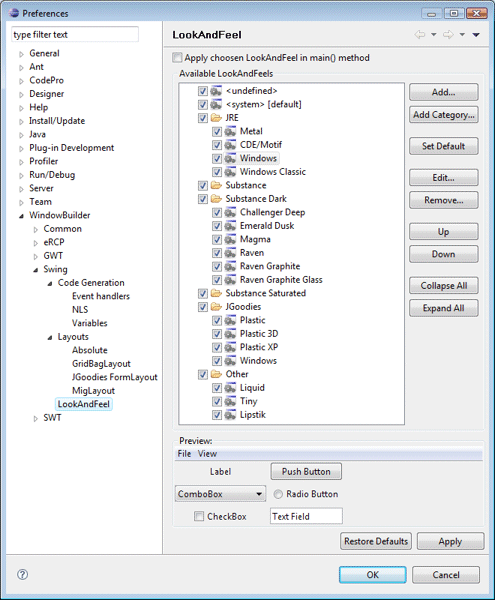 Preferences
type filter text
General
Ant
CodePro
Designer
Help
Install/Update
Java
Plug-in Development
Profiler
Run/Debug
Server
Team
WindowBuilder
Common
eRCP
GWT
Swing
Code Generation
Event handlers
NLS
Variables
Layouts
Absolute
GridBagLayout
JGoodies FormLayout
MigLayout
LookAndFeel
SWT
LookAndFeel
Apply choosen LookAndFeel in main() method
Available LookAndFeels
<undefined>
<system> [default]
JRE
Metal
CDE/Motif
Windows
Windows Classic
Substance
Substance Dark
Challenger Deep
Emerald Dusk
Magma
Raven
Raven Graphite
Raven Graphite Glass
Substance Saturated
JGoodies
Plastic
Plastic 3D
Plastic XP
Windows
Other
Liquid
Tiny
Lipstik
Add...
Add Category...
Set Default
Edit...
Remove...
Up
Down
Collapse All
Expand All
Preview:
File View
Label Push Button
ComboBox Radio Button
CheckBox Text Field
Restore Defaults Apply
? OK Cancel